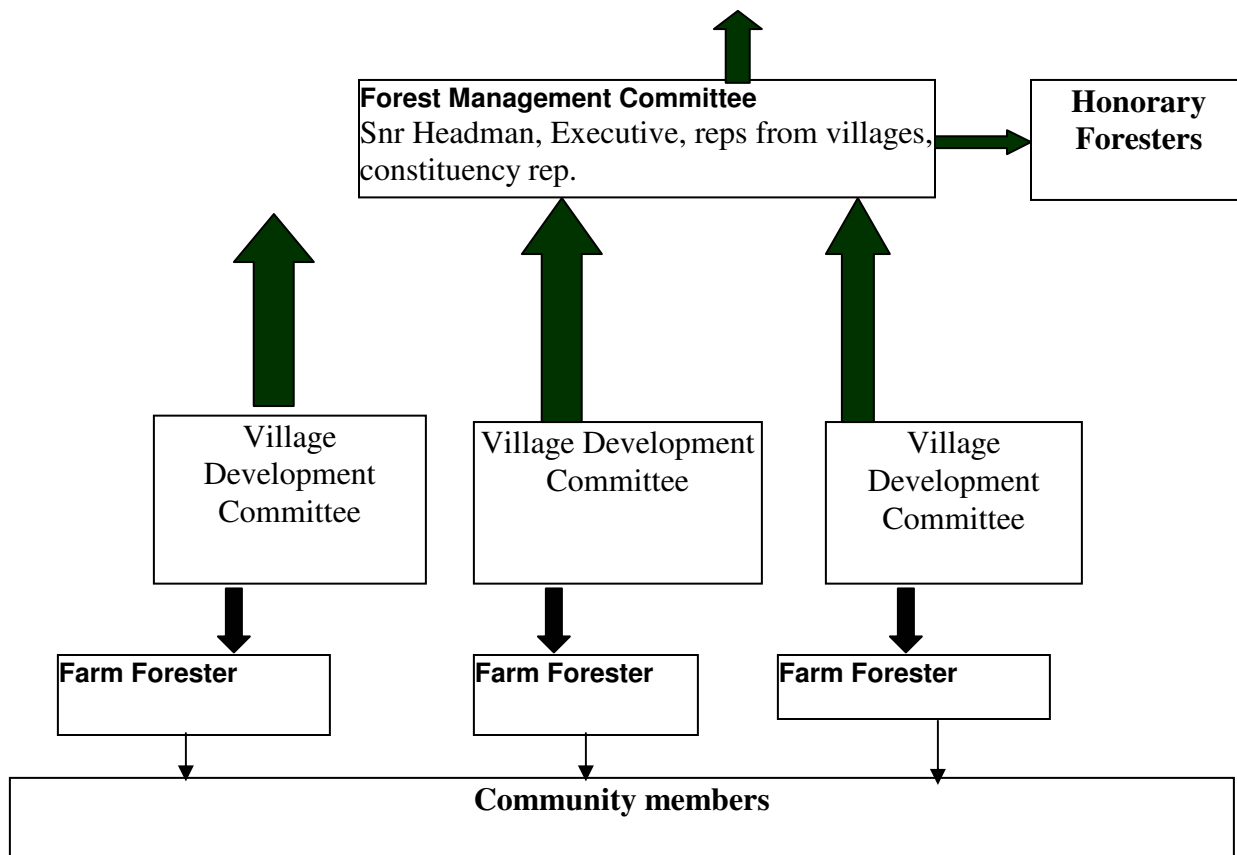 Forest Management Committee
Snr Headman, Executive, reps from villages,
constituency rep.
Honorary
Foresters
Village
Development
Committee
Village Development
Committee
Village
Development
Committee
Farm Forester
Farm Forester
Farm Forester
Community members